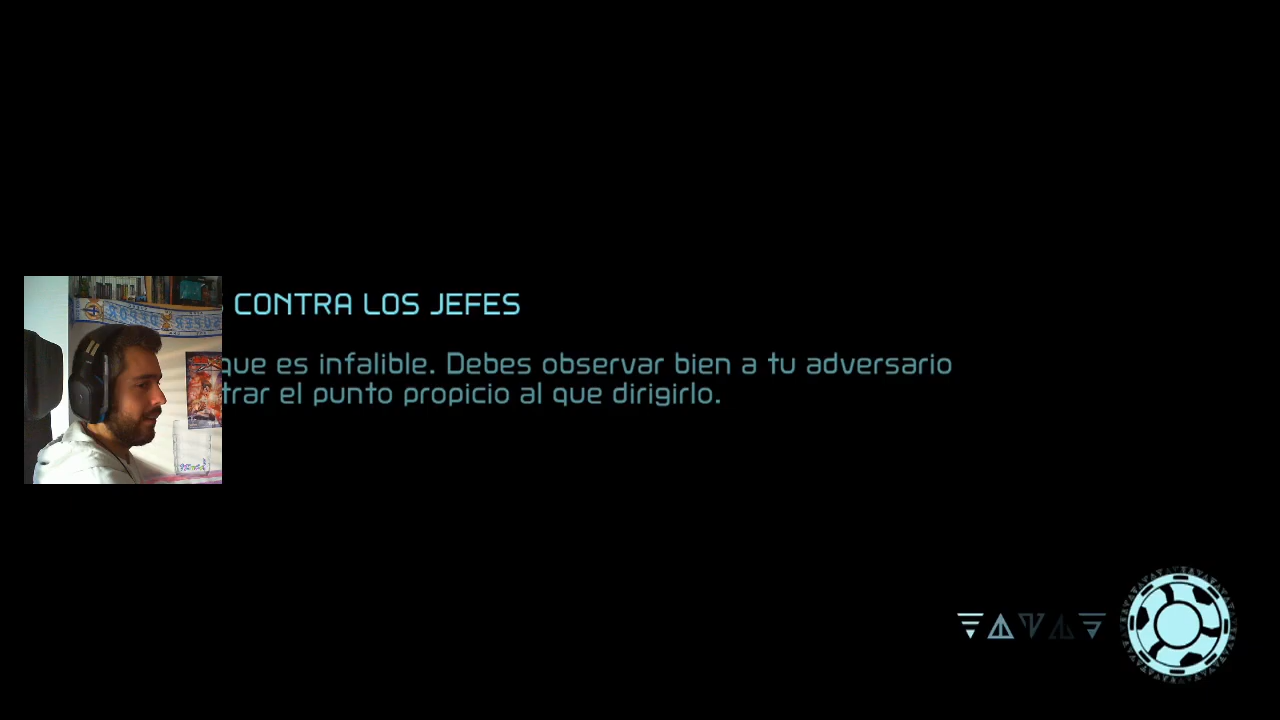 CONTRA LOS JEFES
que es infalible. Debes observar bien a tu adversario
trar el punto propicio al que dirigirlo.